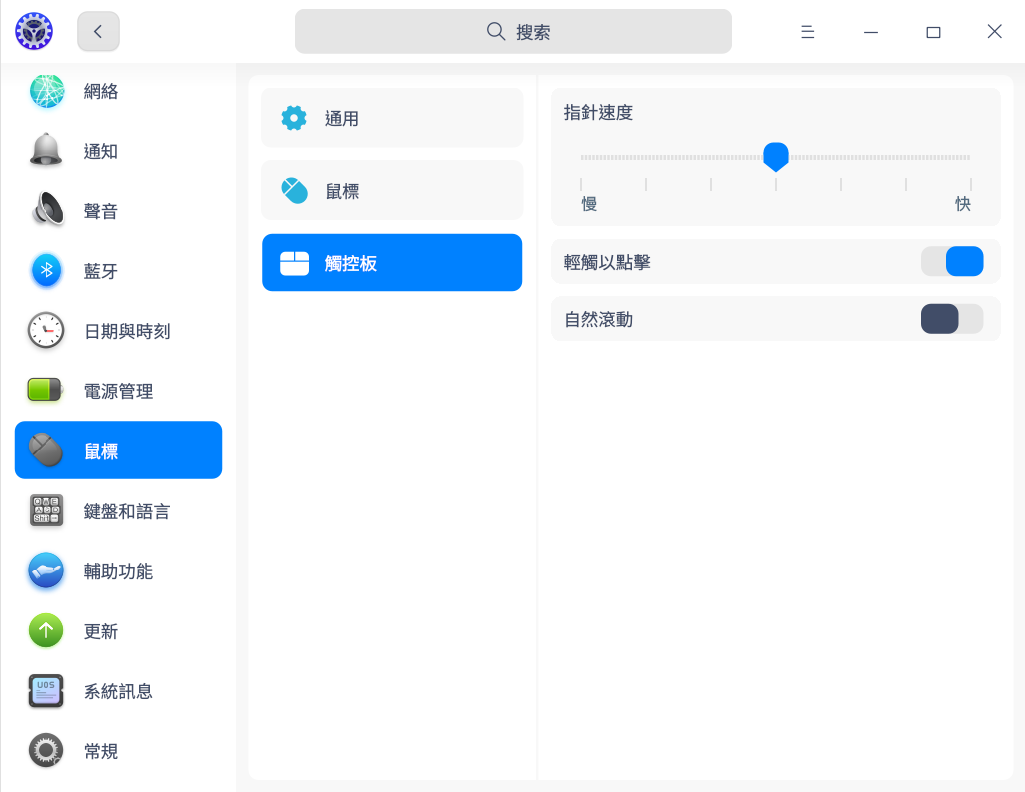 搜索
網絡
通知
聲音
藍牙
日期與時刻
電源管理
鼠標
鍵盤和語言
輔助功能
更新
UOS
系統訊息
常規
通用
鼠標
觸控板
指針速度
慢
快
輕觸以點擊
自然滾動